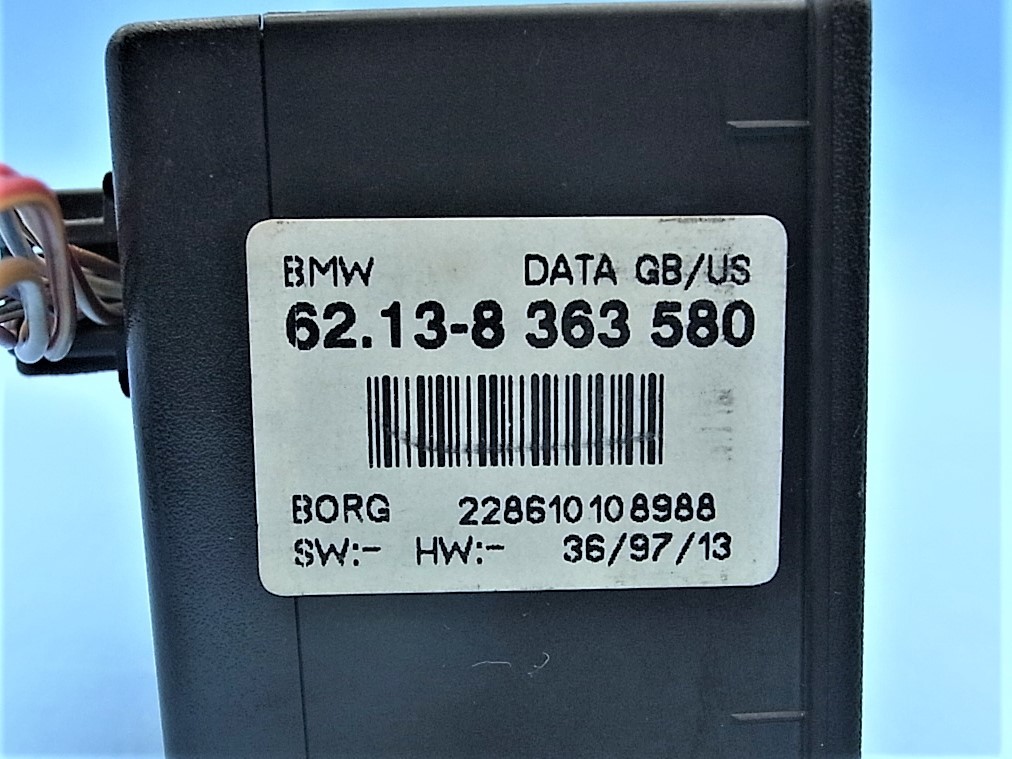 BMW DATA GB/US
62.13-8 363 580
BORG 228610108988
SW:- HW:- 36/97/13